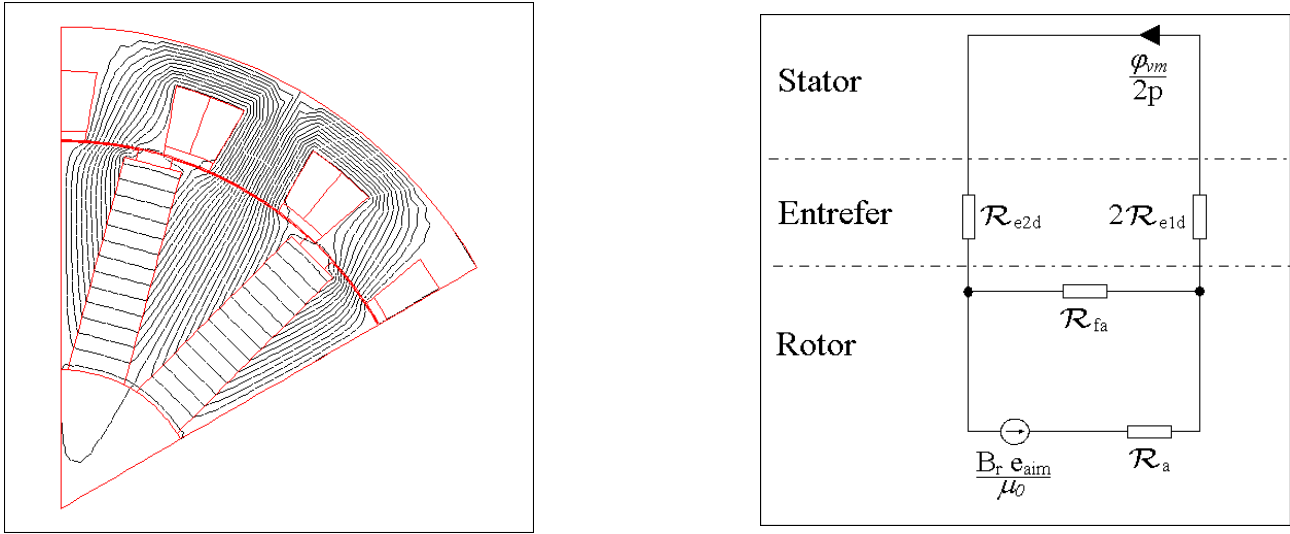 Stator
φvm
2p
Entrefer
Re2d
2Re1d
Rfa
Rotor
Br eaim
μ0
Ra